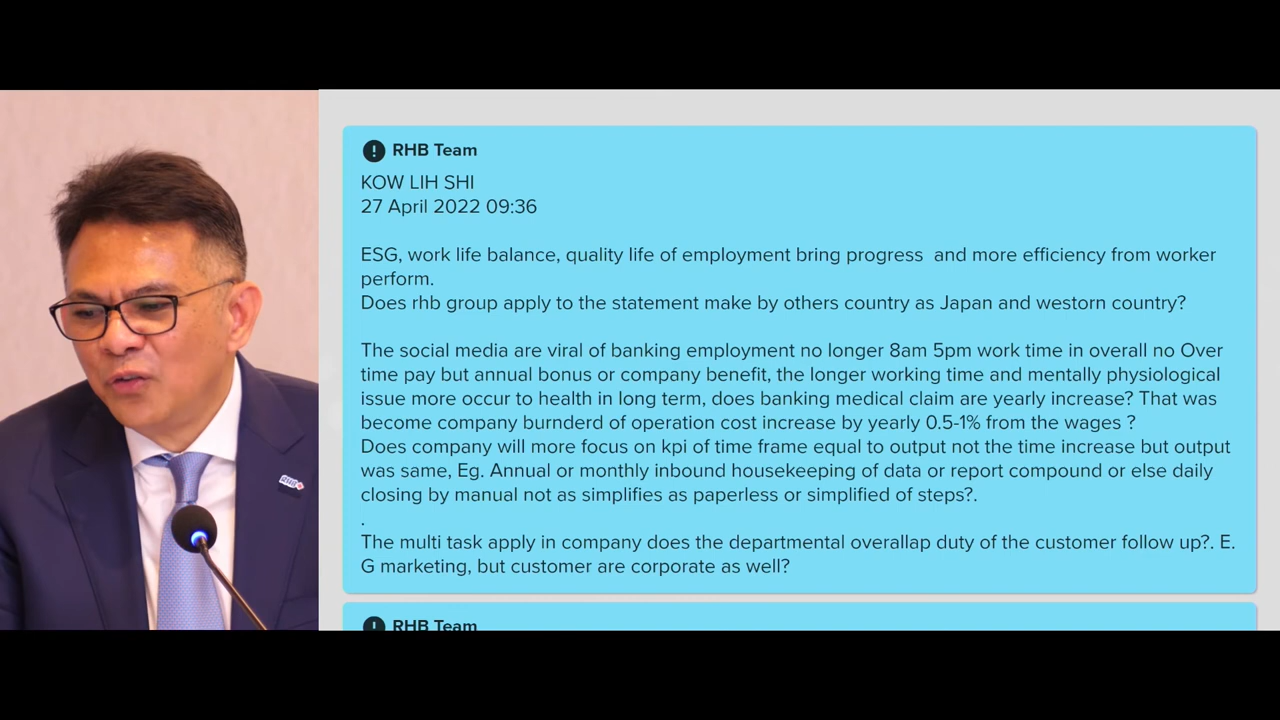 RHB Team
KOW LIH SHI
27 April 2022 09:36
ESG, work life balance, quality life of employment bring progress  and more efficiency from worker
perform.
Does rhb group apply to the statement make by others country as Japan and westorn country?
The social media are viral of banking employment no longer 8am 5pm work time in overall no Over
time pay but annual bonus or company benefit, the longer working time and mentally physiological
issue more occur to health in long term, does banking medical claim are yearly increase? That was
become company burnderd of operation cost increase by yearly 0.5-1% from the wages ?
Does company will more focus on kpi of time frame equal to output not the time increase but output
was same, Eg. Annual or monthly inbound housekeeping of data or report compound or else daily
closing by manual not as simplifies as paperless or simplified of steps?.
.
The multi task apply in company does the departmental overallap duty of the customer follow up?. E.
G marketing, but customer are corporate as well?
RHB Team
RHB